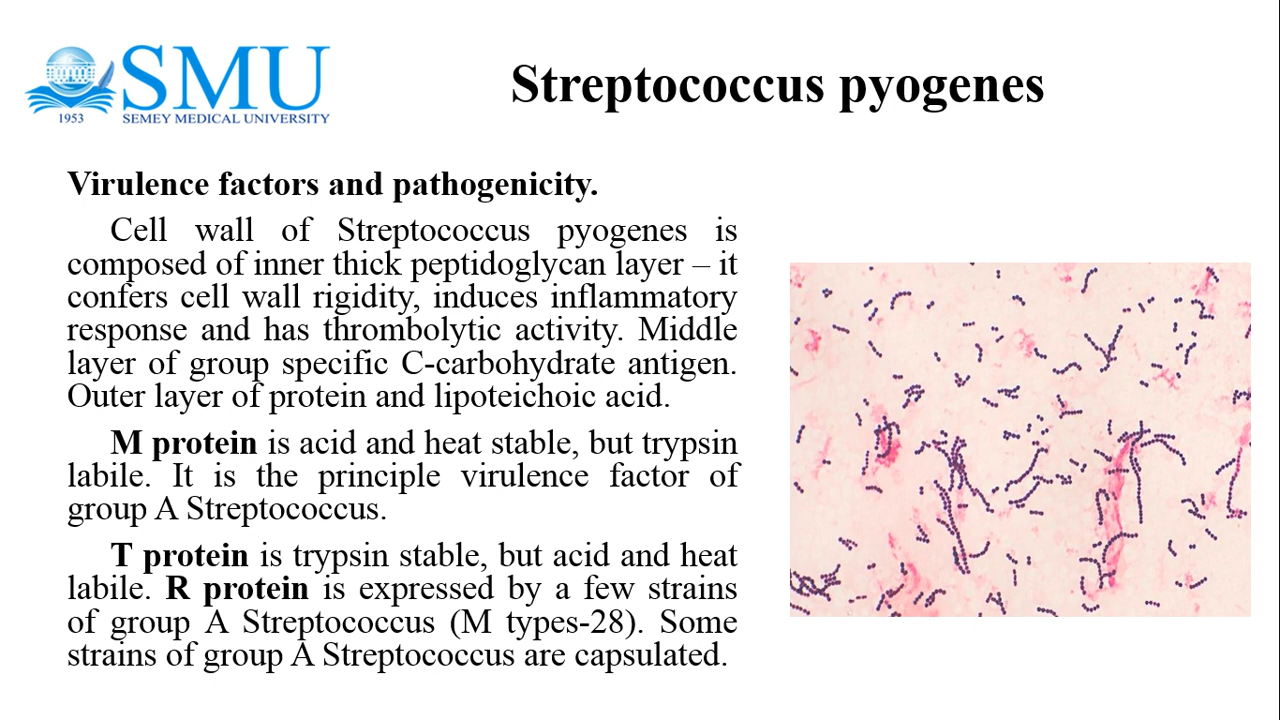 SMU
1953
SEMEY MEDICAL UNIVERSITY
Streptococcus pyogenes
Virulence factors and pathogenicity.
Cell wall of Streptococcus pyogenes is
composed of inner thick peptidoglycan layer – it
confers cell wall rigidity, induces inflammatory
response and has thrombolytic activity. Middle
layer of group specific C-carbohydrate antigen.
Outer layer of protein and lipoteichoic acid.
M protein is acid and heat stable, but trypsin
labile. It is the principle virulence factor of
group A Streptococcus.
T protein is trypsin stable, but acid and heat
labile. R protein is expressed by a few strains
of group A Streptococcus (M types-28). Some
strains of group A Streptococcus are capsulated.